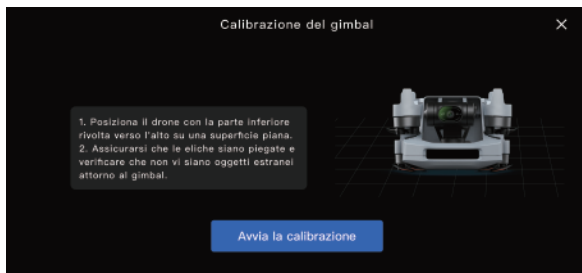 Calibrazione del gimbal
1. Posiziona il drone con la parte inferiore
rivolta verso l'alto su una superficie piana.
2. Assicurarsi che le eliche siano piegate e
verificare che non vi siano oggetti estranei
attorno al gimbal.
Avvia la calibrazione